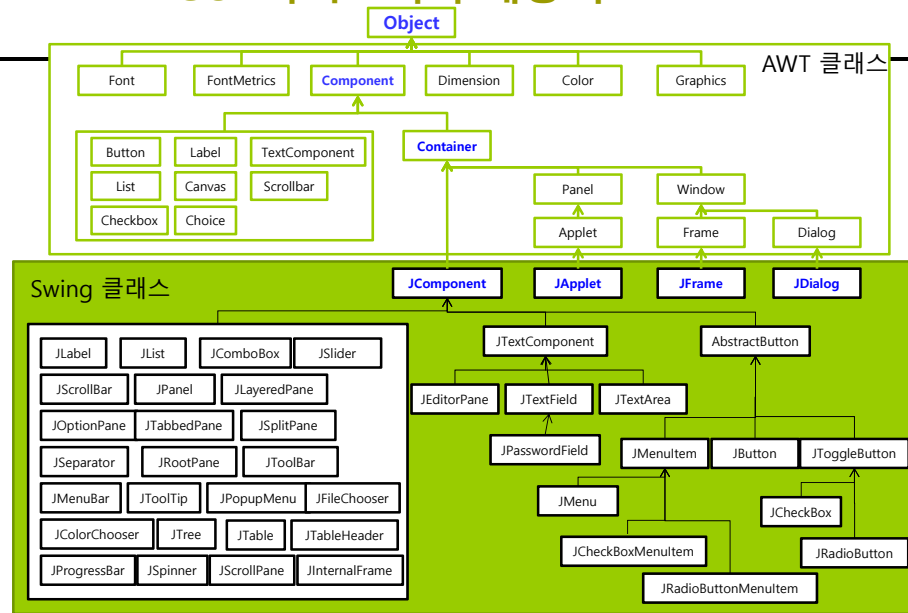 Object
AWT 클래스
Font FontMetrics Component Dimension Color Graphics
Container
Button Label TextComponent
List Canvas Scrollbar
Checkbox Choice
Panel Window
Applet Frame Dialog
Swing 클래스
JComponent JApplet JFrame JDialog
JLabel JList JComboBox JSlider
JScrollBar JPanel JLayeredPane
JOptionPane JTabbedPane JSplitPane
JSeparator JRootPane JToolBar
JMenuBar JToolTip JPopupMenu JFileChooser
JColorChooser JTree JTable JTableHeader
JProgressBar JSpinner JScrollPane JInternalFrame
JTextComponent AbstractButton
JEditorPane JTextField JTextArea
JPasswordField JMenuItem JButton JToggleButton
JMenu JCheckBox
JCheckBoxMenuItem JRadioButton
JRadioButtonMenuItem